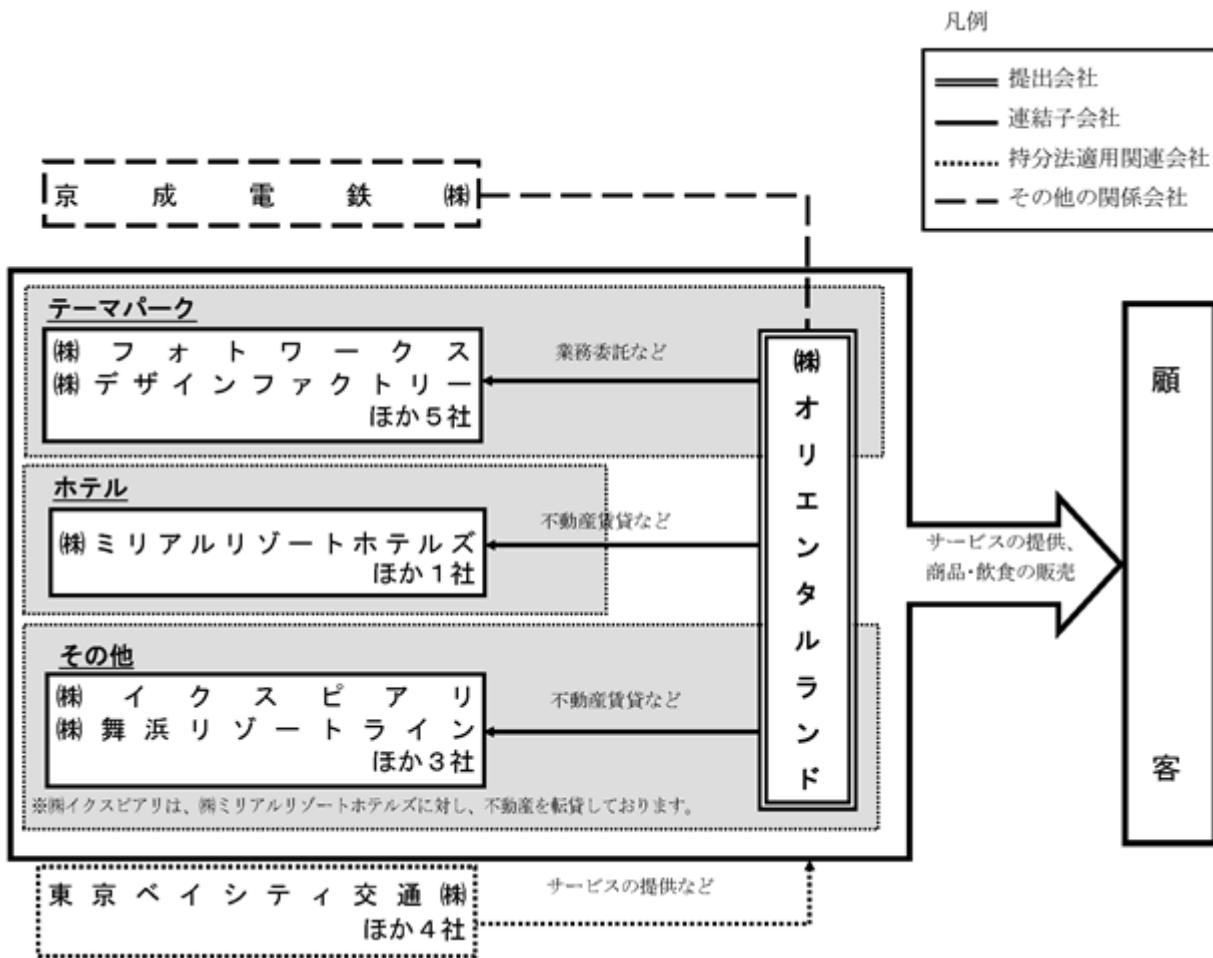 凡例
提出会社
連結子会社
持分法適用関連会社
その他の関係会社
京成電鉄㈱
テーマパーク
㈱フォトワークス
㈱デザインファクトリー
ほか5社
業務委託など
ホテル
㈱ミリアルリゾートホテルズ
ほか1社
不動産賃貸など
その他
㈱イクスピアリ
㈱舞浜リゾートライン
ほか3社
不動産賃貸など
※㈱イクスピアリは、㈱ミリアルリゾートホテルズに対し、不動産を転貸しております。
㈱オリエンタルランド
サービスの提供、
商品・飲食の販売
顧客
東京ベイシティ交通㈱
ほか4社
サービスの提供など